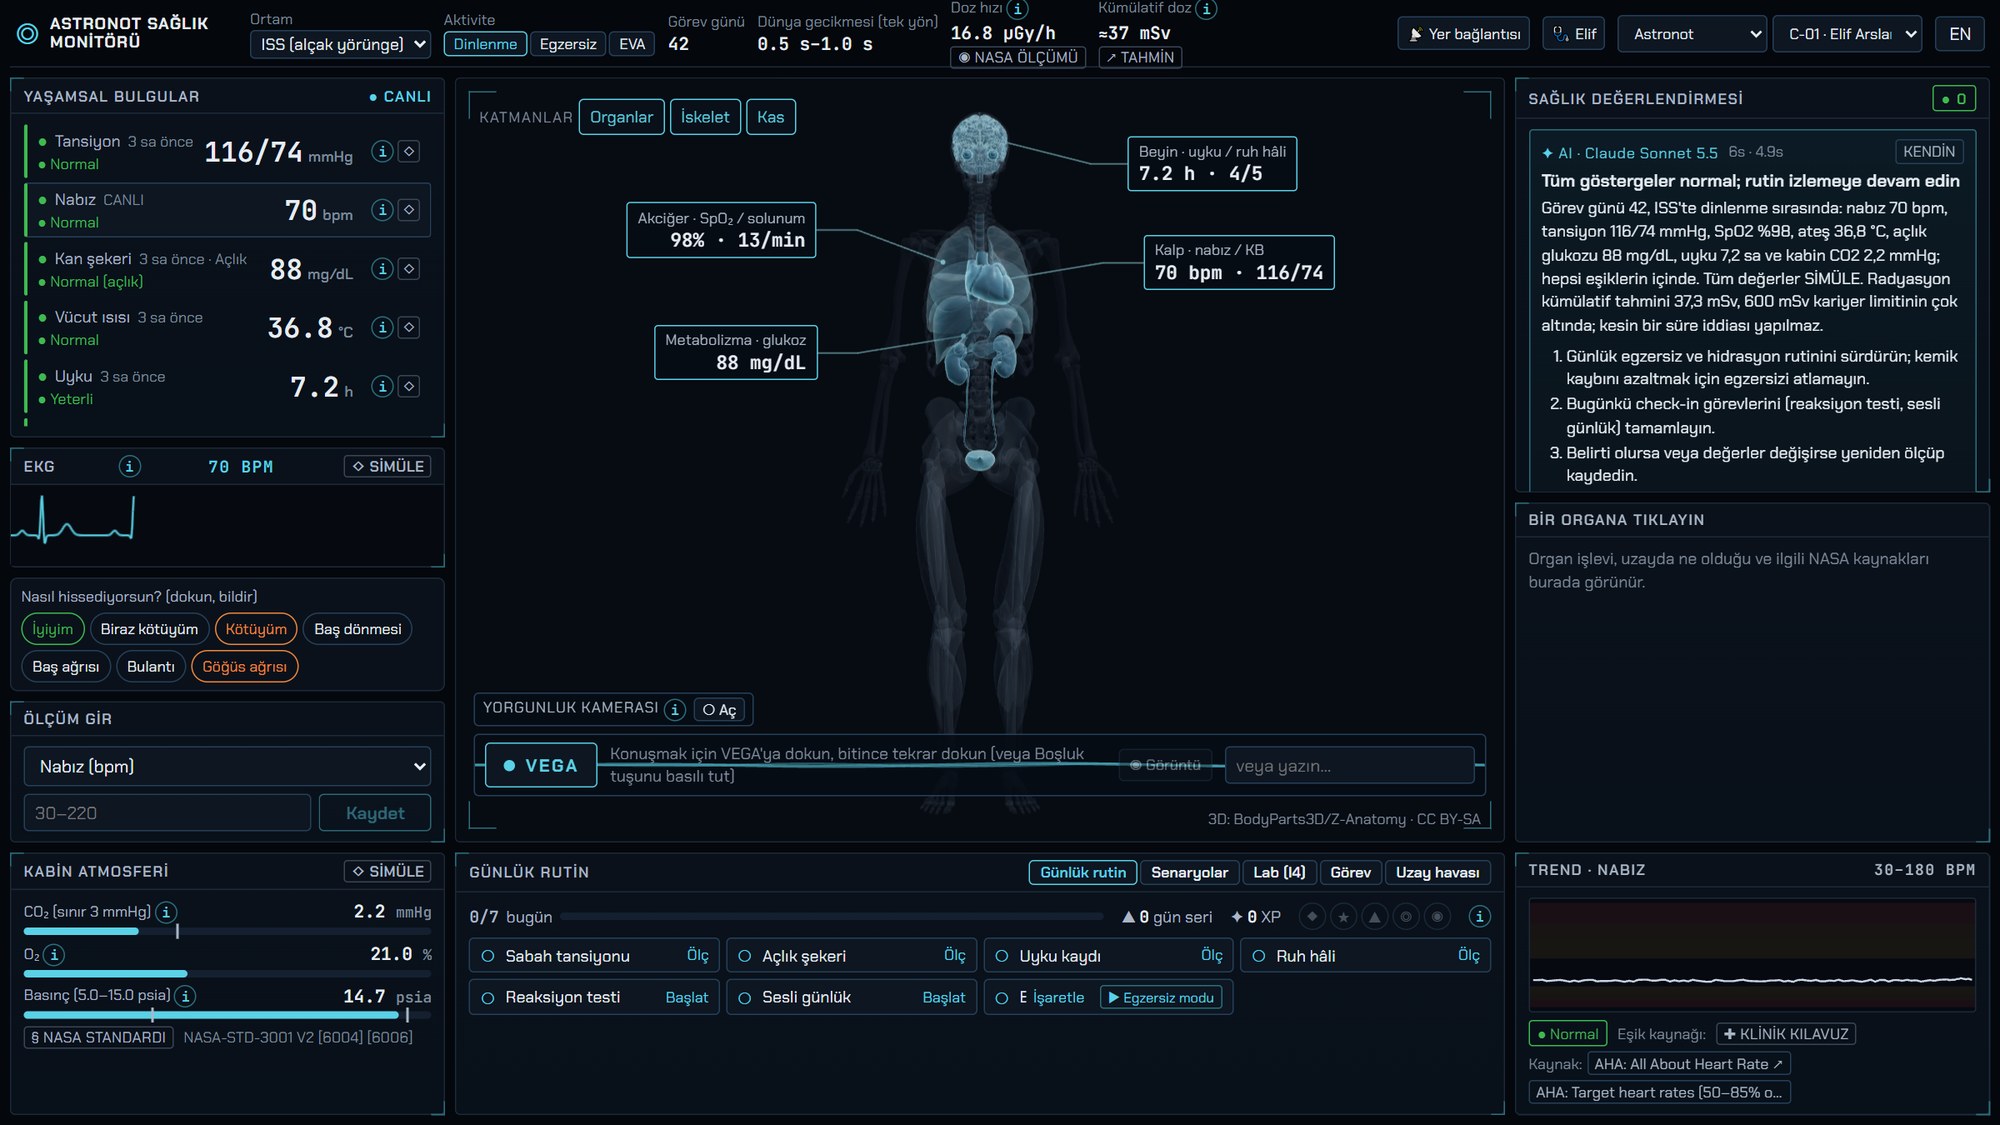 ASTRONOT SAĞLIK
MONİTÖRÜ
Ortam
ISS (alçak yörünge)
Aktivite
Dinlenme
Egzersiz
EVA
Görev günü
42
Dünya gecikmesi (tek yön)
0.5 s–1.0 s
Doz hızı i
16.8 µGy/h
◉ NASA ÖLÇÜMÜ
Kümülatif doz i
≈37 mSv
↗ TAHMİN
Yer bağlantısı
Elif
Astronot
C-01 · Elif Arslan
EN
YAŞAMSAL BULGULAR
● CANLI
Tansiyon 3 sa önce
Normal
116/74 mmHg
Nabız CANLI
Normal
70 bpm
Kan şekeri 3 sa önce · Açlık
Normal (açlık)
88 mg/dL
Vücut ısısı 3 sa önce
Normal
36.8 °C
Uyku 3 sa önce
Yeterli
7.2 h
EKG
70 BPM
◇ SİMÜLE
Nasıl hissediyorsun? (dokun, bildir)
İyiyim
Biraz kötüyüm
Kötüyüm
Baş dönmesi
Baş ağrısı
Bulantı
Göğüs ağrısı
ÖLÇÜM GİR
Nabız (bpm)
30–220
Kaydet
KABİN ATMOSFERİ
◇ SİMÜLE
CO₂ (sınır 3 mmHg) i
2.2 mmHg
O₂ i
21.0 %
Basınç (5.0–15.0 psia) i
14.7 psia
§ NASA STANDARDI
NASA-STD-3001 V2 [6004] [6006]
KATMANLAR
Organlar
İskelet
Kas
Beyin · uyku / ruh hâli
7.2 h · 4/5
Akciğer · SpO₂ / solunum
98% · 13/min
Kalp · nabız / KB
70 bpm · 116/74
Metabolizma · glukoz
88 mg/dL
YORGUNLUK KAMERASI i
Aç
VEGA
Konuşmak için VEGA'ya dokun, bitince tekrar dokun (veya Boşluk
tuşunu basılı tut)
◉ Görüntü
veya yazın...
3D: BodyParts3D/Z-Anatomy · CC BY-SA
GÜNLÜK RUTİN
Günlük rutin
Senaryolar
Lab (I4)
Görev
Uzay havası
0/7 bugün
▲ 0 gün seri
✦ 0 XP
Sabah tansiyonu Ölç
Açlık şekeri Ölç
Uyku kaydı Ölç
Ruh hâli Ölç
Reaksiyon testi Başlat
Sesli günlük Başlat
E İşaretle ▶ Egzersiz modu
SAĞLIK DEĞERLENDİRMESİ
● 0
✦ AI · Claude Sonnet 5.5 6s · 4.9s
KENDİN
Tüm göstergeler normal; rutin izlemeye devam edin
Görev günü 42, ISS'te dinlenme sırasında: nabız 70 bpm,
tansiyon 116/74 mmHg, SpO2 %98, ateş 36,8 °C, açlık
glukozu 88 mg/dL, uyku 7,2 sa ve kabin CO2 2,2 mmHg;
hepsi eşiklerin içinde. Tüm değerler SİMÜLE. Radyasyon
kümülatif tahmini 37,3 mSv, 600 mSv kariyer limitinin çok
altında; kesin bir süre iddiası yapılmaz.
1. Günlük egzersiz ve hidrasyon rutinini sürdürün; kemik
kaybını azaltmak için egzersizi atlamayın.
2. Bugünkü check-in görevlerini (reaksiyon testi, sesli
günlük) tamamlayın.
3. Belirti olursa veya değerler değişirse yeniden ölçüp
kaydedin.
BİR ORGANA TIKLAYIN
Organ işlevi, uzayda ne olduğu ve ilgili NASA kaynakları
burada görünür.
TREND · NABIZ
30–180 BPM
● Normal
Eşik kaynağı:
✚ KLİNİK KILAVUZ
Kaynak:
AHA: All About Heart Rate ↗
AHA: Target heart rates (50–85% o...